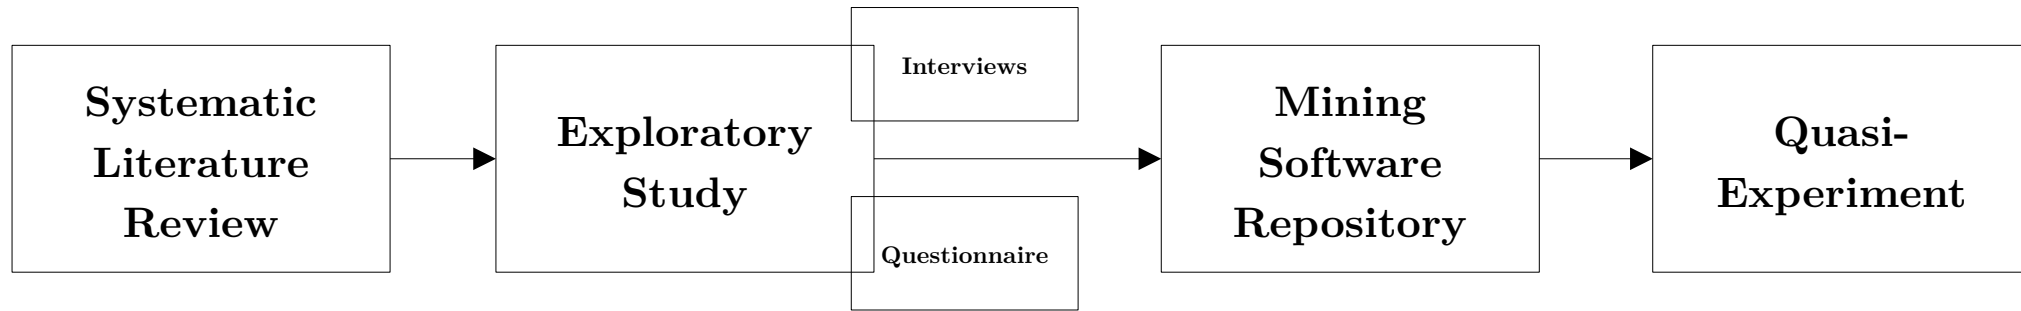 Systematic
Literature
Review
Exploratory
Study
Interviews
Questionnaire
Mining
Software
Repository
Quasi-
Experiment